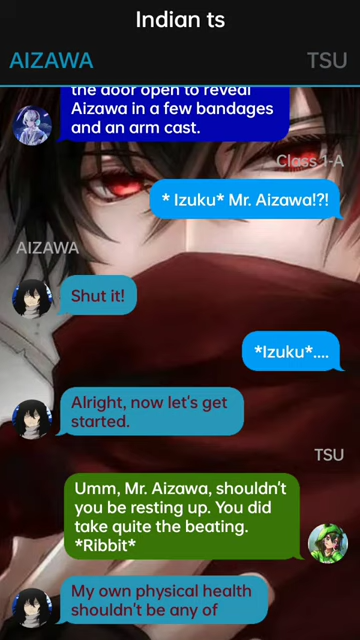 Indian ts
AIZAWA
TSU
the door open to reveal
Aizawa in a few bandages
and an arm cast.
Class 1-A
* Izuku* Mr. Aizawa!?!
AIZAWA
Shut it!
*Izuku*....
Alright, now let's get
started.
TSU
Umm, Mr. Aizawa, shouldn't
you be resting up. You did
take quite the beating.
*Ribbit*
My own physical health
shouldn't be any of